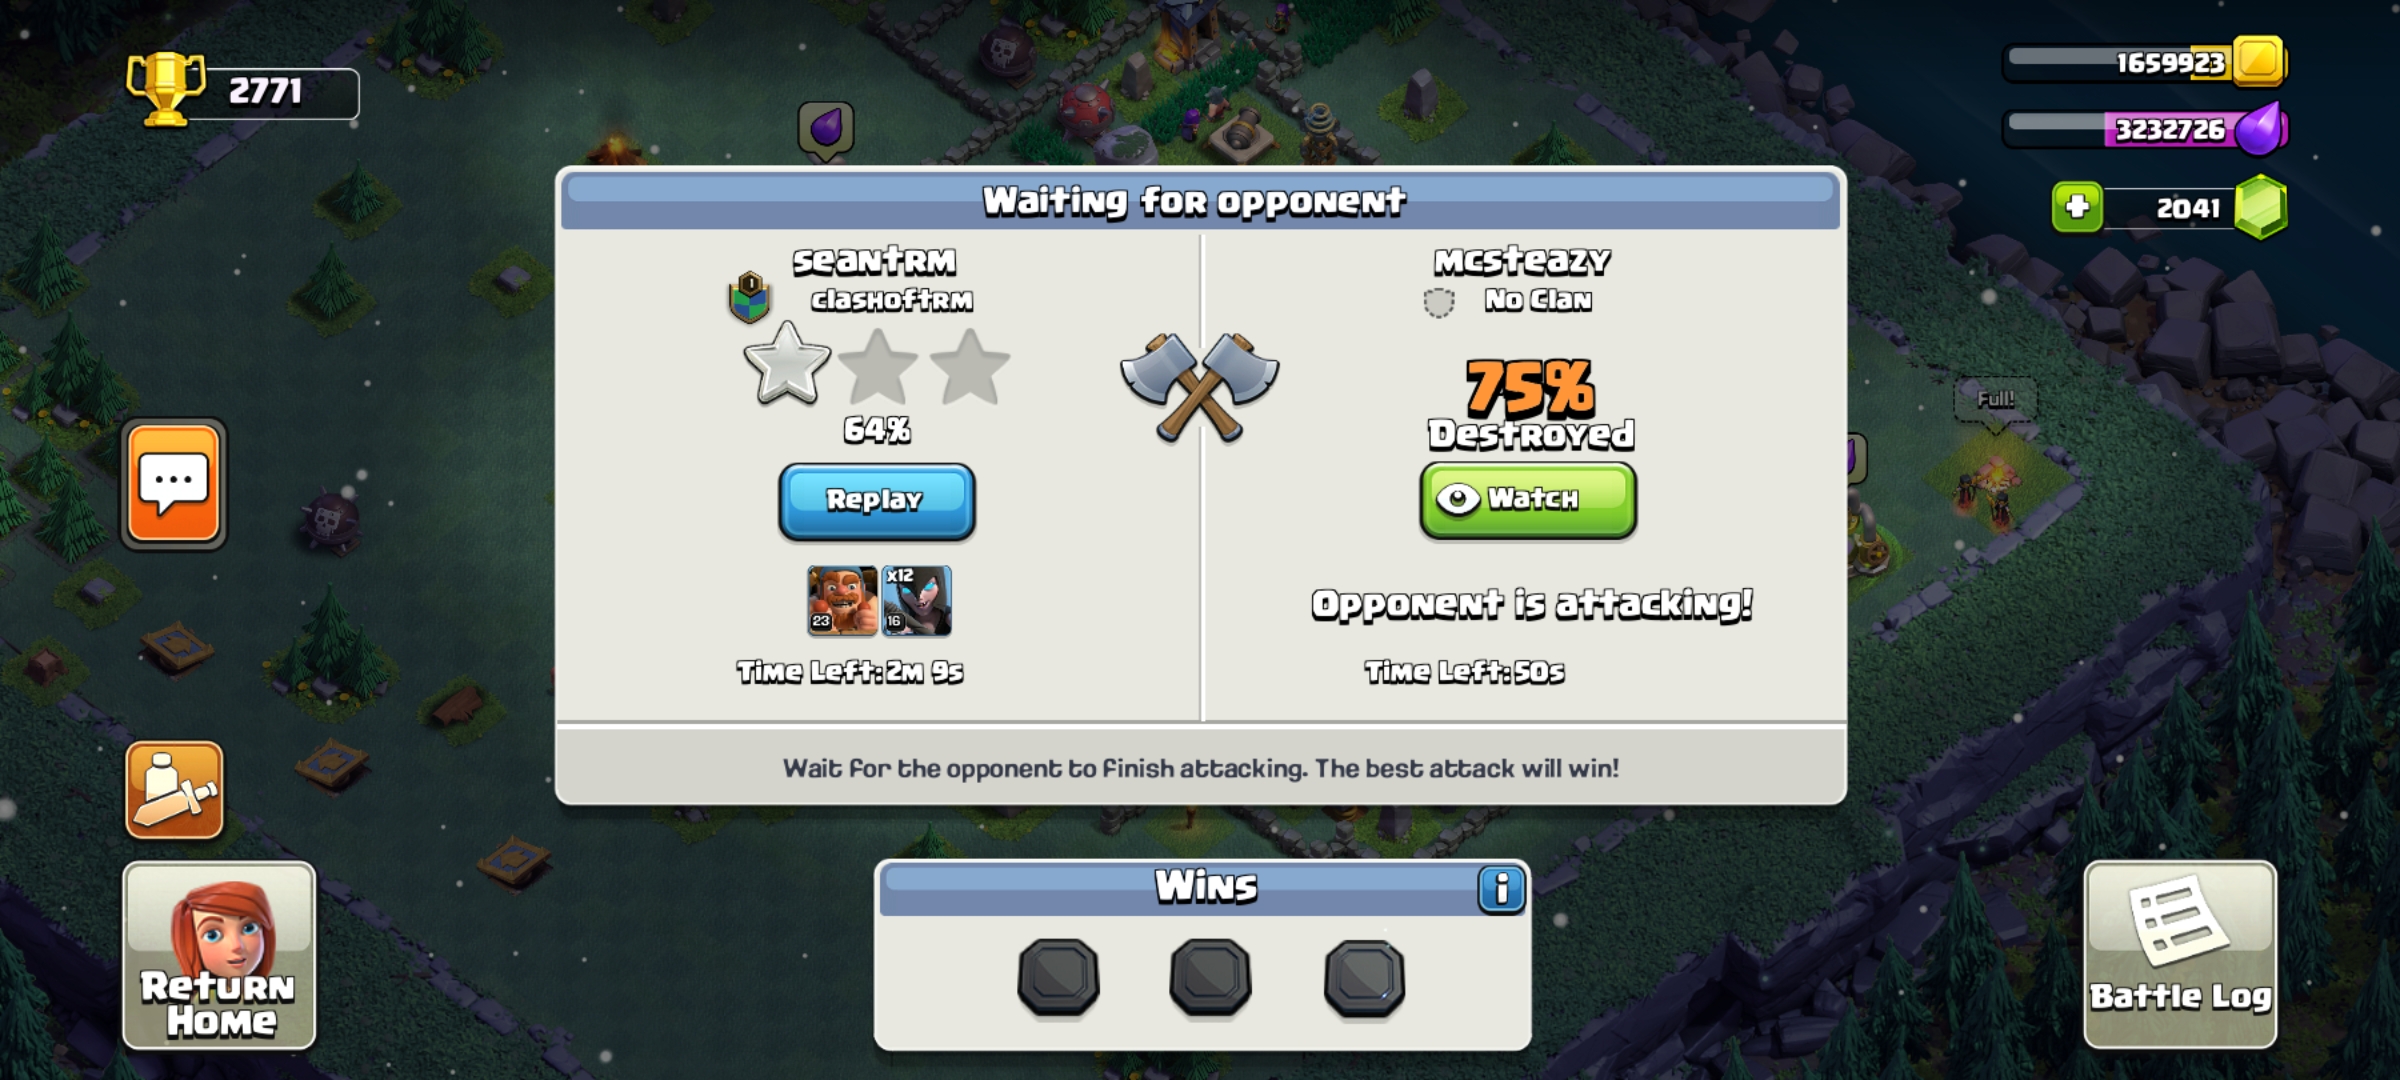 2771
1659923
3232726
2041
Waiting for opponent
seantrm
1
clashoftrm
64%
Replay
x12
23
16
Time Left: 2m 9s
mcsteazy
No Clan
75%
Destroyed
Watch
Opponent is attacking!
Time Left: 50s
Wait for the opponent to finish attacking. The best attack will win!
Full!
Wins
i
Return
Home
Battle Log